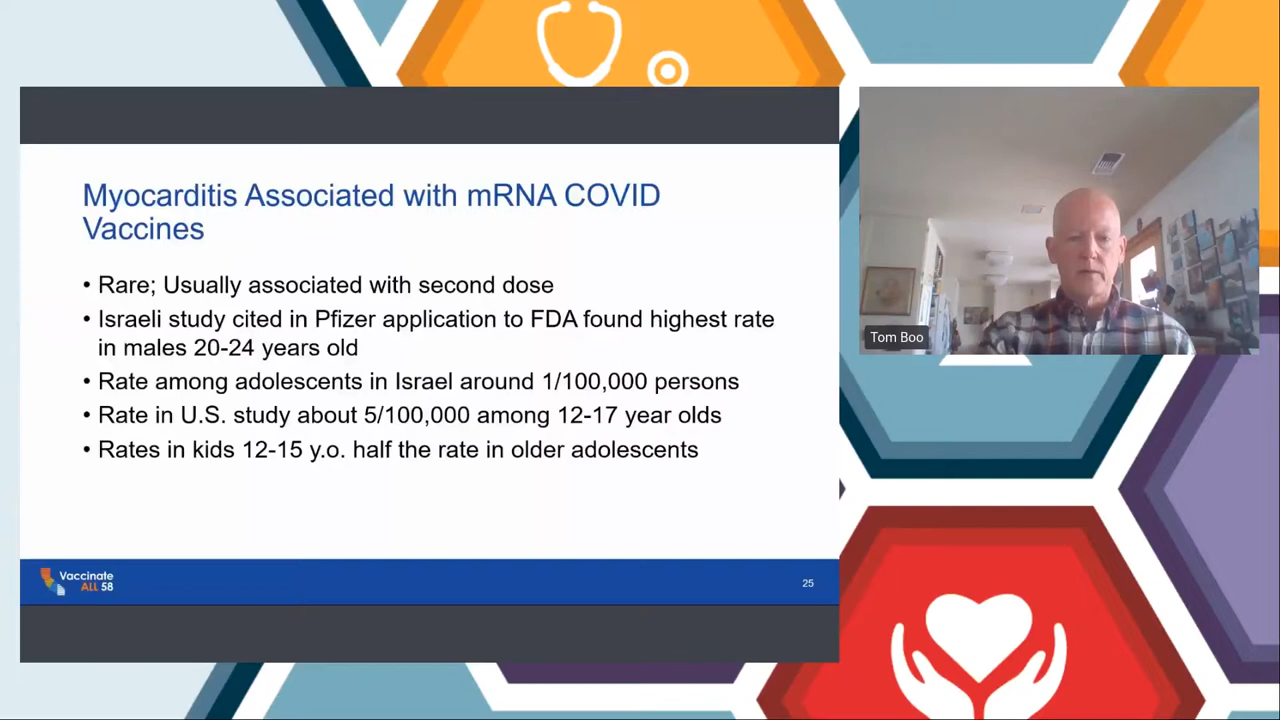 Myocarditis Associated with mRNA COVID
Vaccines
• Rare; Usually associated with second dose
• Israeli study cited in Pfizer application to FDA found highest rate
in males 20-24 years old
• Rate among adolescents in Israel around 1/100,000 persons
• Rate in U.S. study about 5/100,000 among 12-17 year olds
• Rates in kids 12-15 y.o. half the rate in older adolescents
Vaccinate
ALL 58
25
Tom Boo